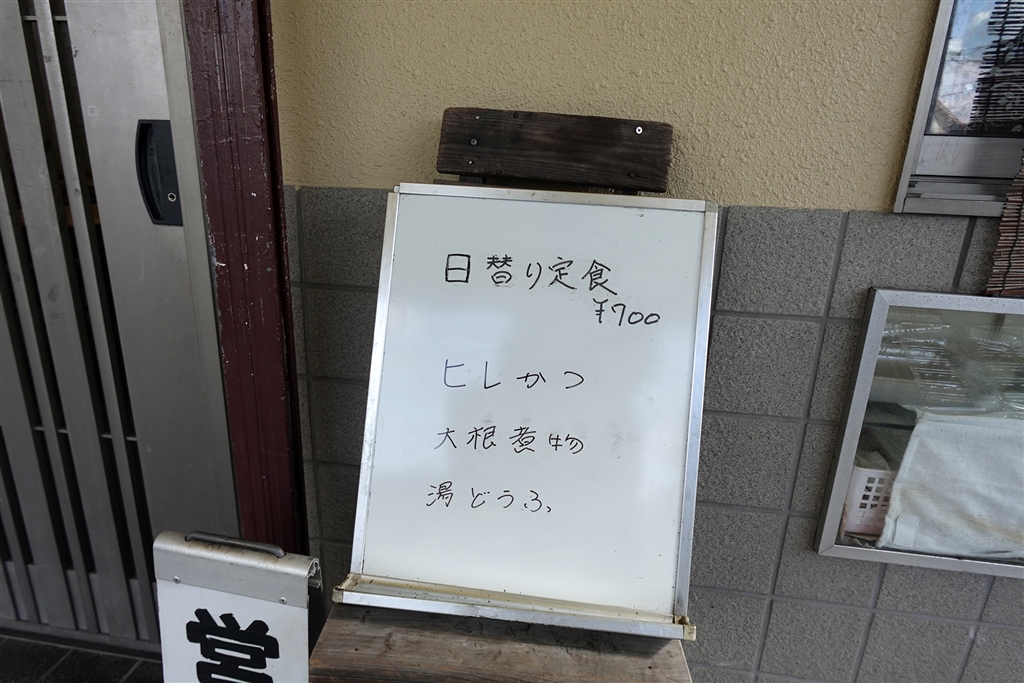 日替り定食
¥700
ヒレかつ
大根煮物
湯どうふ
営